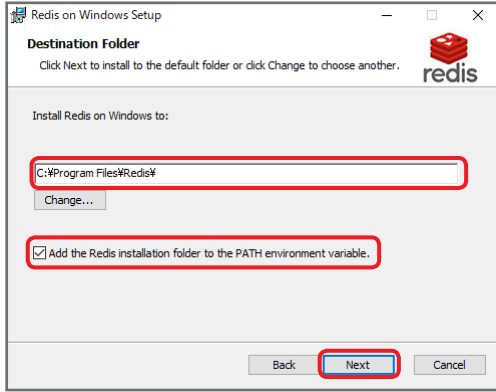 Redis on Windows Setup
Destination Folder
Click Next to install to the default folder or click Change to choose another.
redis
Install Redis on Windows to:
C:¥Program Files¥Redis¥
Change...
Add the Redis installation folder to the PATH environment variable.
Back Next Cancel